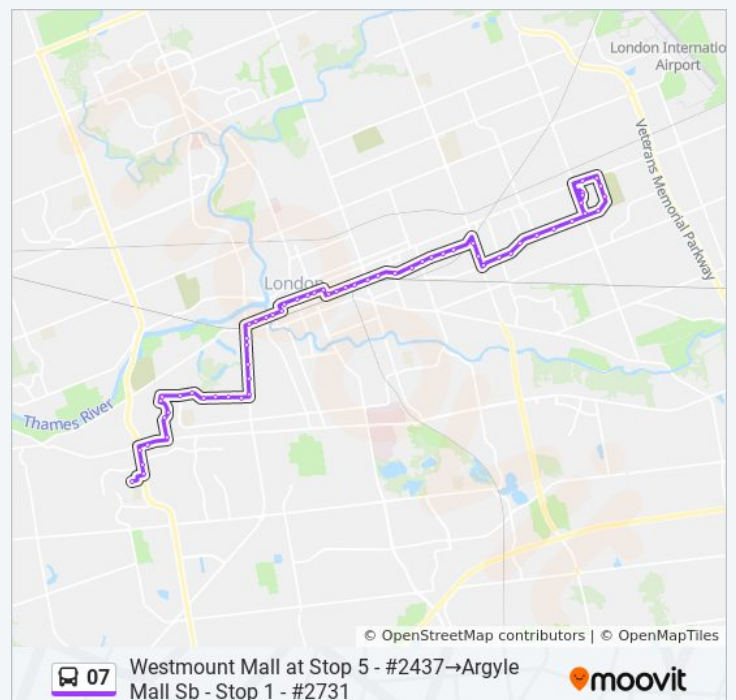 London Internatio
Airport
Veterans Memorial Parkway
London
Thames River
© OpenStreetMap contributors | © OpenMapTiles
07
Westmount Mall at Stop 5 - #2437→Argyle
Mall Sb - Stop 1 - #2731
moovit